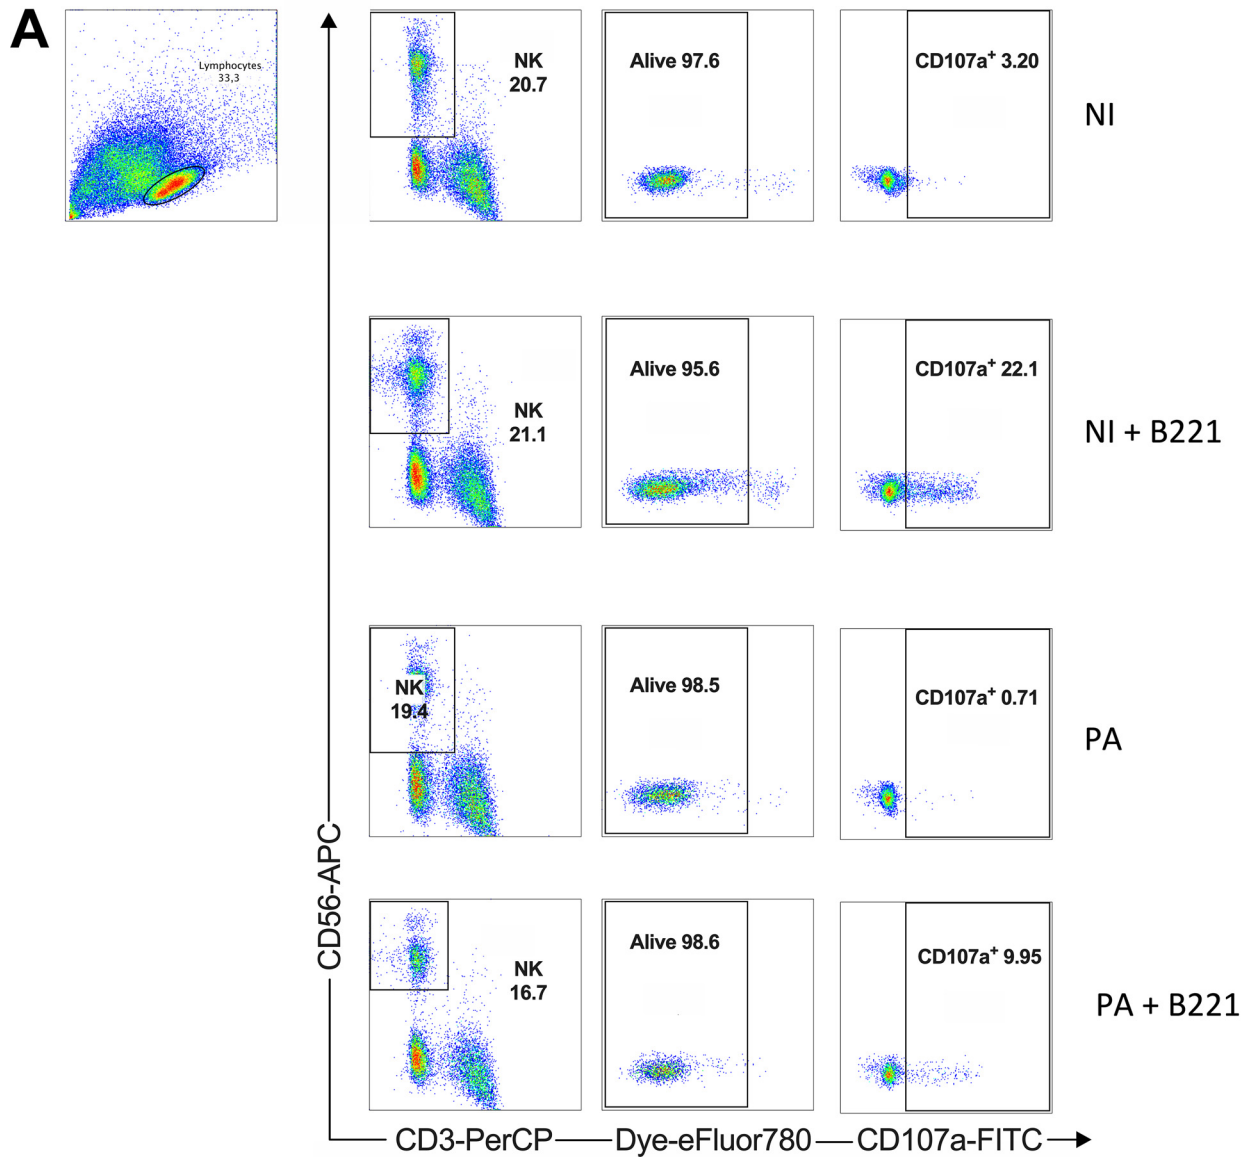 A
Lymphocytes
33,3
NK
20.7
Alive 97.6
CD107a⁺ 3.20
NI
NK
21.1
Alive 95.6
CD107a⁺ 22.1
NI + B221
NK
19.4
Alive 98.5
CD107a⁺ 0.71
PA
NK
16.7
Alive 98.6
CD107a⁺ 9.95
PA + B221
CD56-APC
CD3-PerCP
Dye-eFluor780
CD107a-FITC